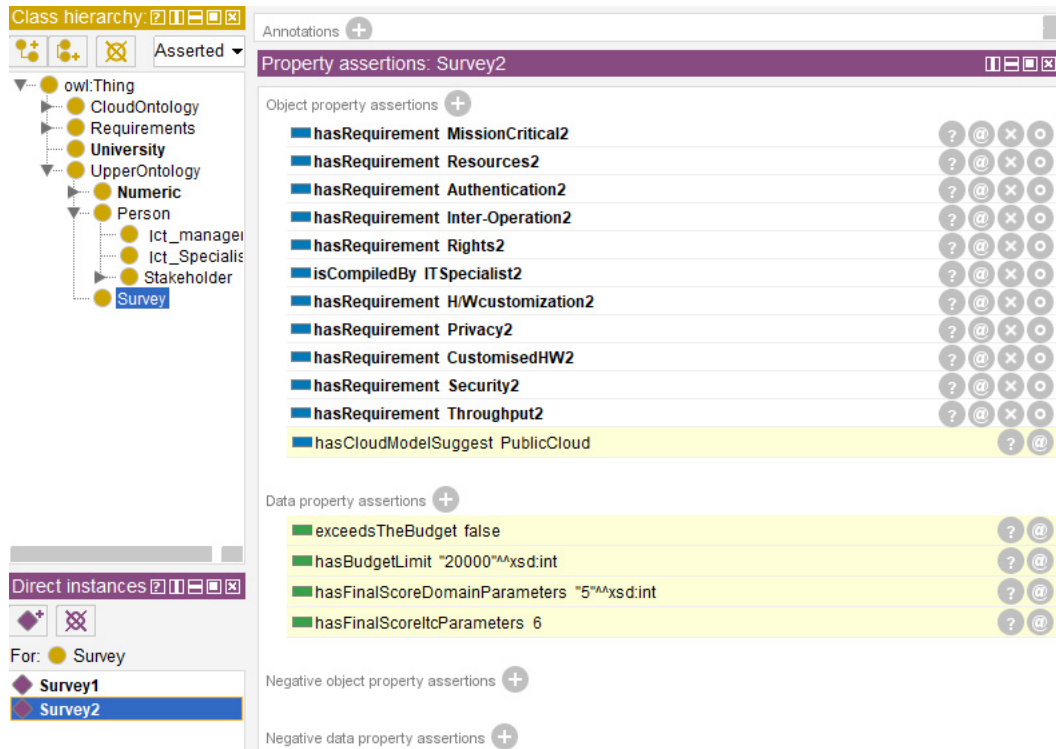 Class hierarchy:
Asserted
owl:Thing
CloudOntology
Requirements
University
UpperOntology
Numeric
Person
Ict_manager
Ict_Specialis
Stakeholder
Survey
Direct instances
For: Survey
Survey1
Survey2
Annotations
Property assertions: Survey2
Object property assertions
hasRequirement MissionCritical2
hasRequirement Resources2
hasRequirement Authentication2
hasRequirement Inter-Operation2
hasRequirement Rights2
isCompiledBy ITSpecialist2
hasRequirement H/Wcustomization2
hasRequirement Privacy2
hasRequirement CustomisedHW2
hasRequirement Security2
hasRequirement Throughput2
hasCloudModelSuggest PublicCloud
Data property assertions
exceedsTheBudget false
hasBudgetLimit "20000"^^xsd:int
hasFinalScoreDomainParameters "5"^^xsd:int
hasFinalScoreItcParameters 6
Negative object property assertions
Negative data property assertions